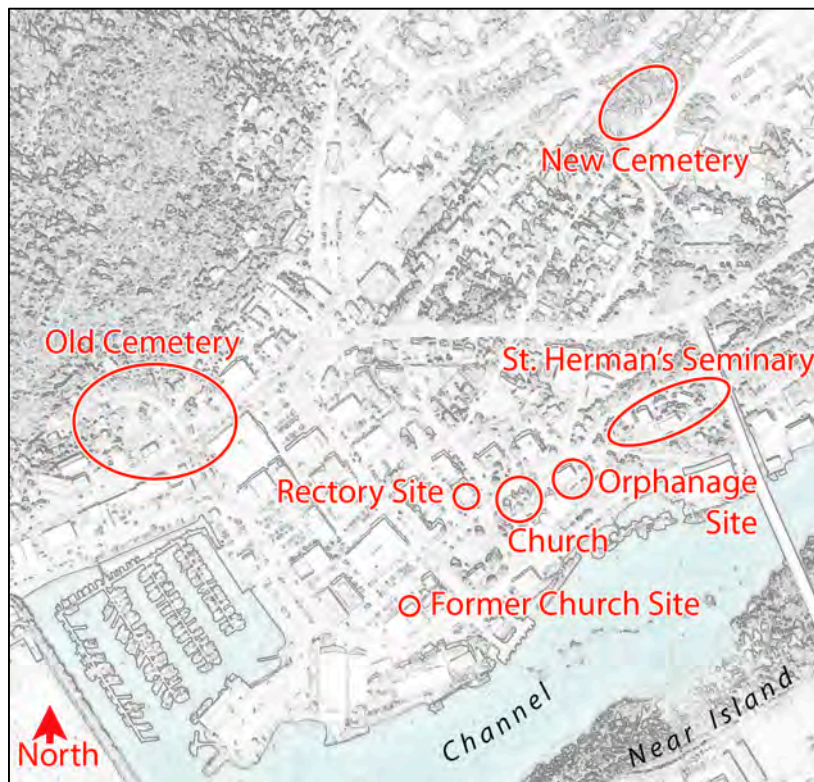 New Cemetery
Old Cemetery
St. Herman's Seminary
Rectory Site
Orphanage
Site
Church
Former Church Site
Channel
Near Island
North